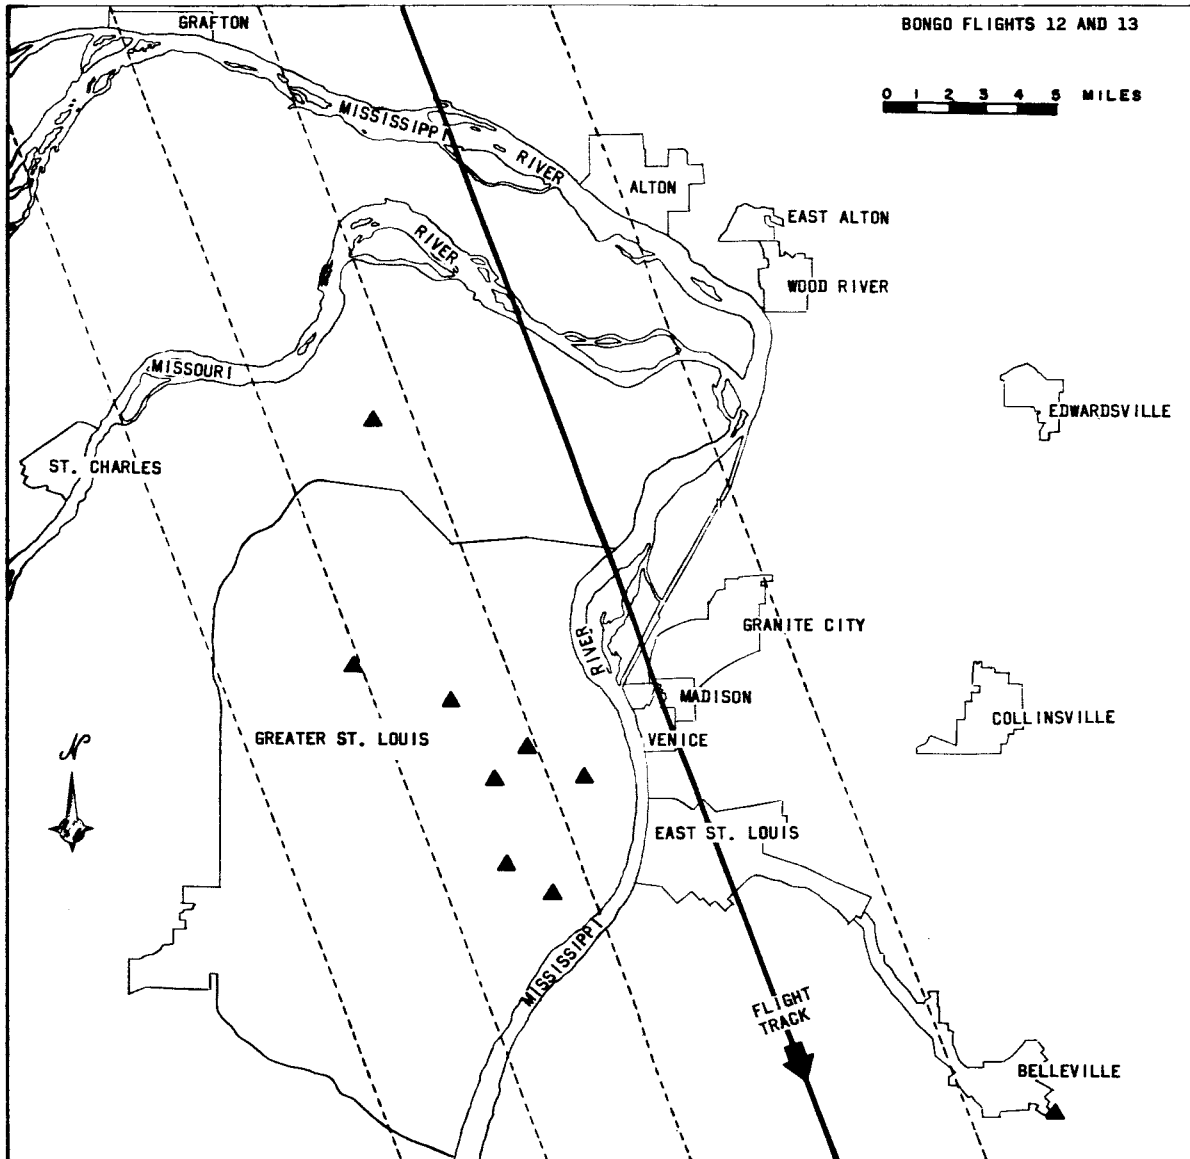 GRAFTON
BONGO FLIGHTS 12 AND 13
0 1 2 3 4 5 MILES
MISSISSIPPI RIVER
ALTON
EAST ALTON
RIVER
WOOD RIVER
MISSOURI
EDWARDSVILLE
ST. CHARLES
GRANITE CITY
RIVER
MADISON
COLLINSVILLE
GREATER ST. LOUIS
VENICE
N
EAST ST. LOUIS
MISSISSIPPI
FLIGHT
TRACK
BELLEVILLE